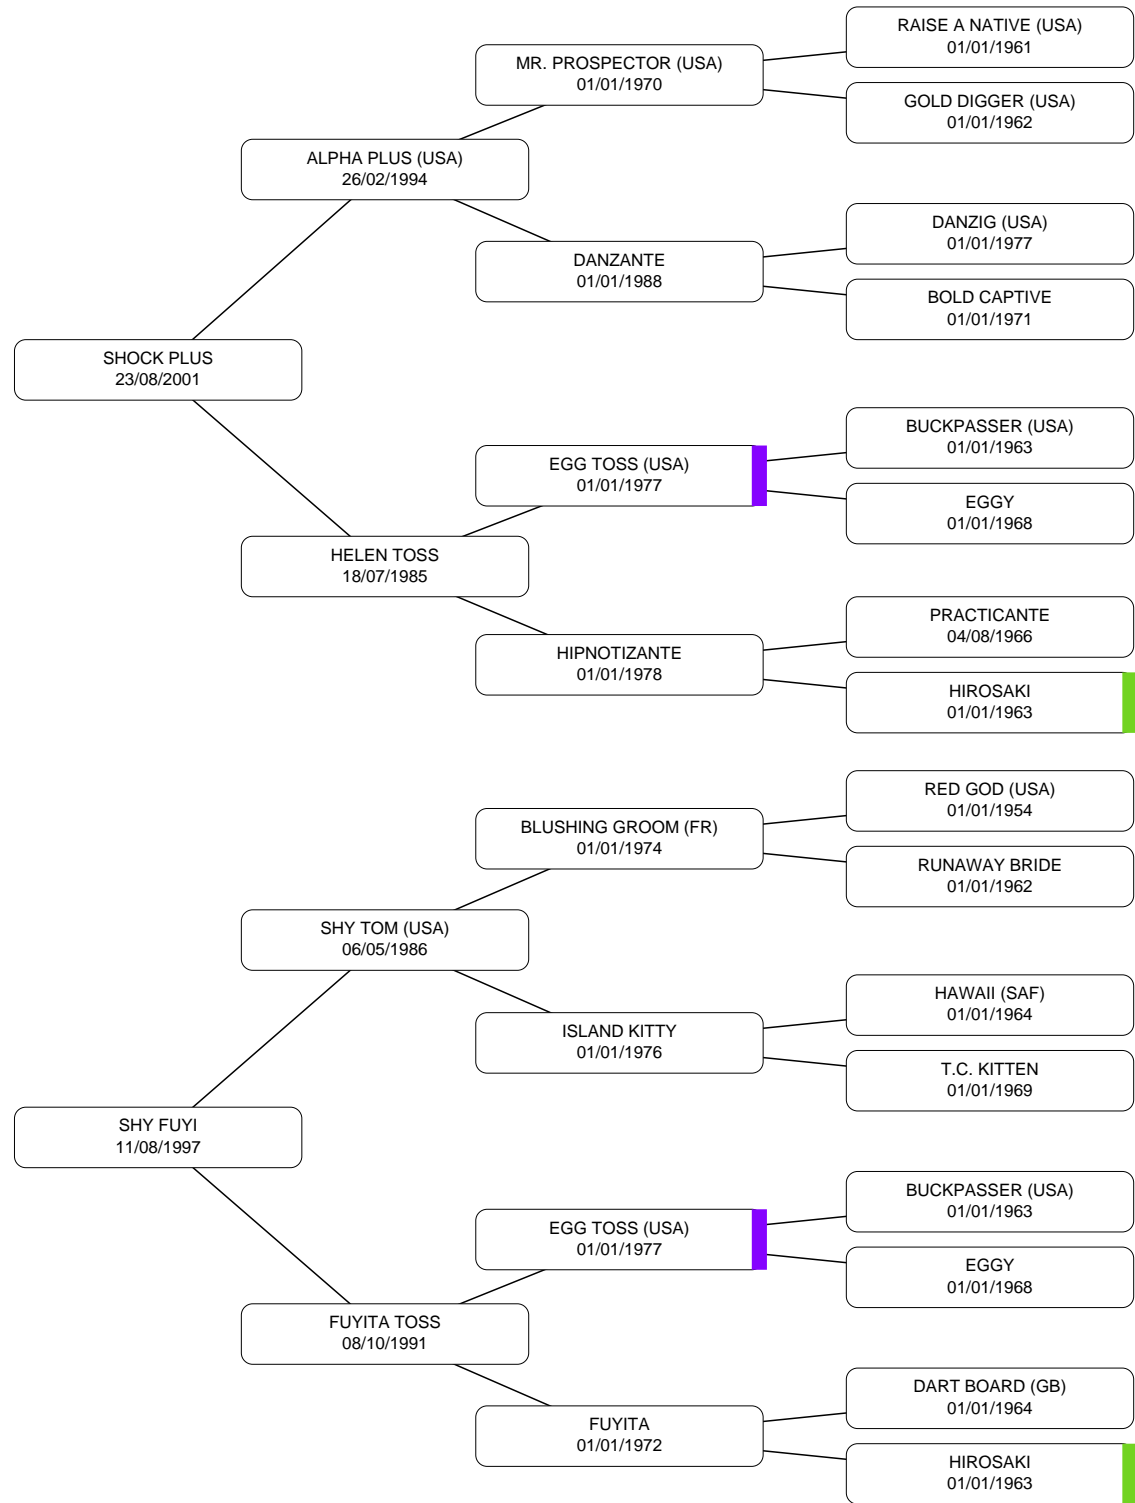 RAISE A NATIVE (USA)
01/01/1961
MR. PROSPECTOR (USA)
01/01/1970
GOLD DIGGER (USA)
01/01/1962
ALPHA PLUS (USA)
26/02/1994
DANZIG (USA)
01/01/1977
DANZANTE
01/01/1988
BOLD CAPTIVE
01/01/1971
SHOCK PLUS
23/08/2001
BUCKPASSER (USA)
01/01/1963
EGG TOSS (USA)
01/01/1977
EGGY
01/01/1968
HELEN TOSS
18/07/1985
PRACTICANTE
04/08/1966
HIPNOTIZANTE
01/01/1978
HIROSAKI
01/01/1963
RED GOD (USA)
01/01/1954
BLUSHING GROOM (FR)
01/01/1974
RUNAWAY BRIDE
01/01/1962
SHY TOM (USA)
06/05/1986
HAWAII (SAF)
01/01/1964
ISLAND KITTY
01/01/1976
T.C. KITTEN
01/01/1969
SHY FUYI
11/08/1997
BUCKPASSER (USA)
01/01/1963
EGG TOSS (USA)
01/01/1977
EGGY
01/01/1968
FUYITA TOSS
08/10/1991
DART BOARD (GB)
01/01/1964
FUYITA
01/01/1972
HIROSAKI
01/01/1963